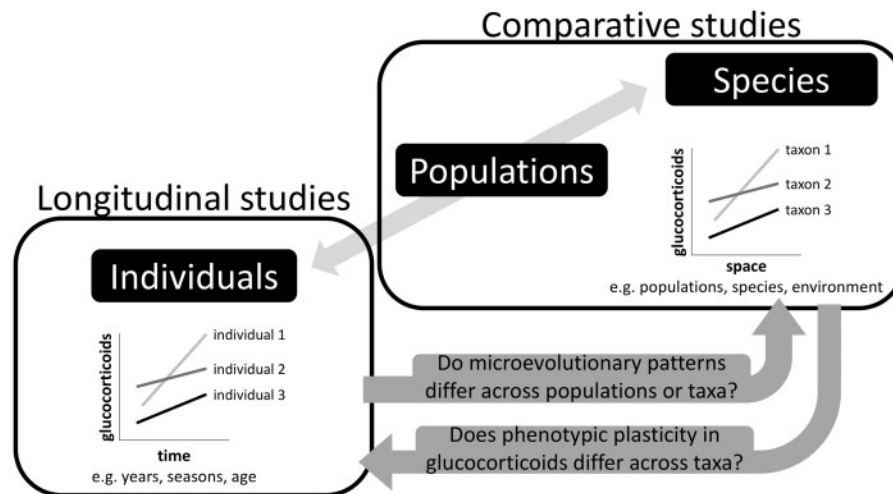 Comparative studies
Species
Populations
glucocorticoids
taxon 1
taxon 2
taxon 3
space
e.g. populations, species, environment
Longitudinal studies
Individuals
glucocorticoids
individual 1
individual 2
individual 3
time
e.g. years, seasons, age
Do microevolutionary patterns
differ across populations or taxa?
Does phenotypic plasticity in
glucocorticoids differ across taxa?